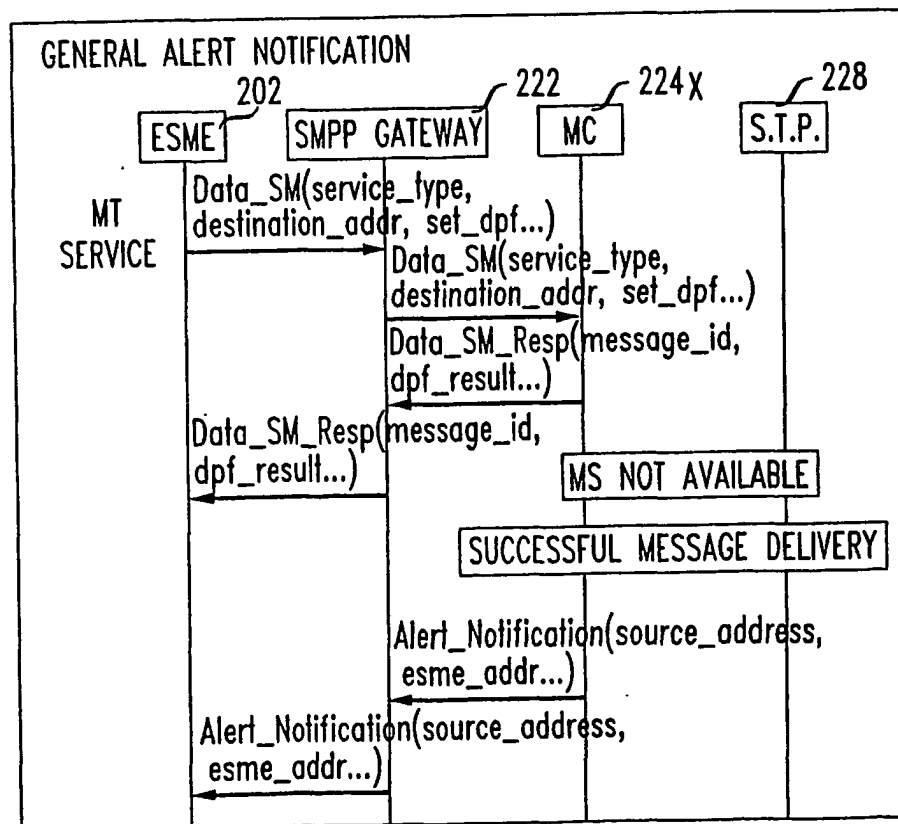 GENERAL ALERT NOTIFICATION
202
222
224X
228
ESME
SMPP GATEWAY
MC
S.T.P.
MT
SERVICE
Data_SM(service_type,
destination_addr, set_dpf...)
Data_SM(service_type,
destination_addr, set_dpf...)
Data_SM_Resp(message_id,
dpf_result...)
Data_SM_Resp(message_id,
dpf_result...)
MS NOT AVAILABLE
SUCCESSFUL MESSAGE DELIVERY
Alert_Notification(source_address,
esme_addr...)
Alert_Notification(source_address,
esme_addr...)